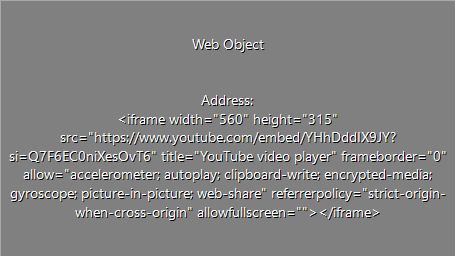 Web Object
Address:
<iframe width="560" height="315"
src="https://www.youtube.com/embed/YHhDddIX9JY?
si=Q7F6EC0niXesOvT6" title="YouTube video player" frameborder="0"
allow="accelerometer; autoplay; clipboard-write; encrypted-media;
gyroscope; picture-in-picture; web-share" referrerpolicy="strict-origin-
when-cross-origin" allowfullscreen=""></iframe>